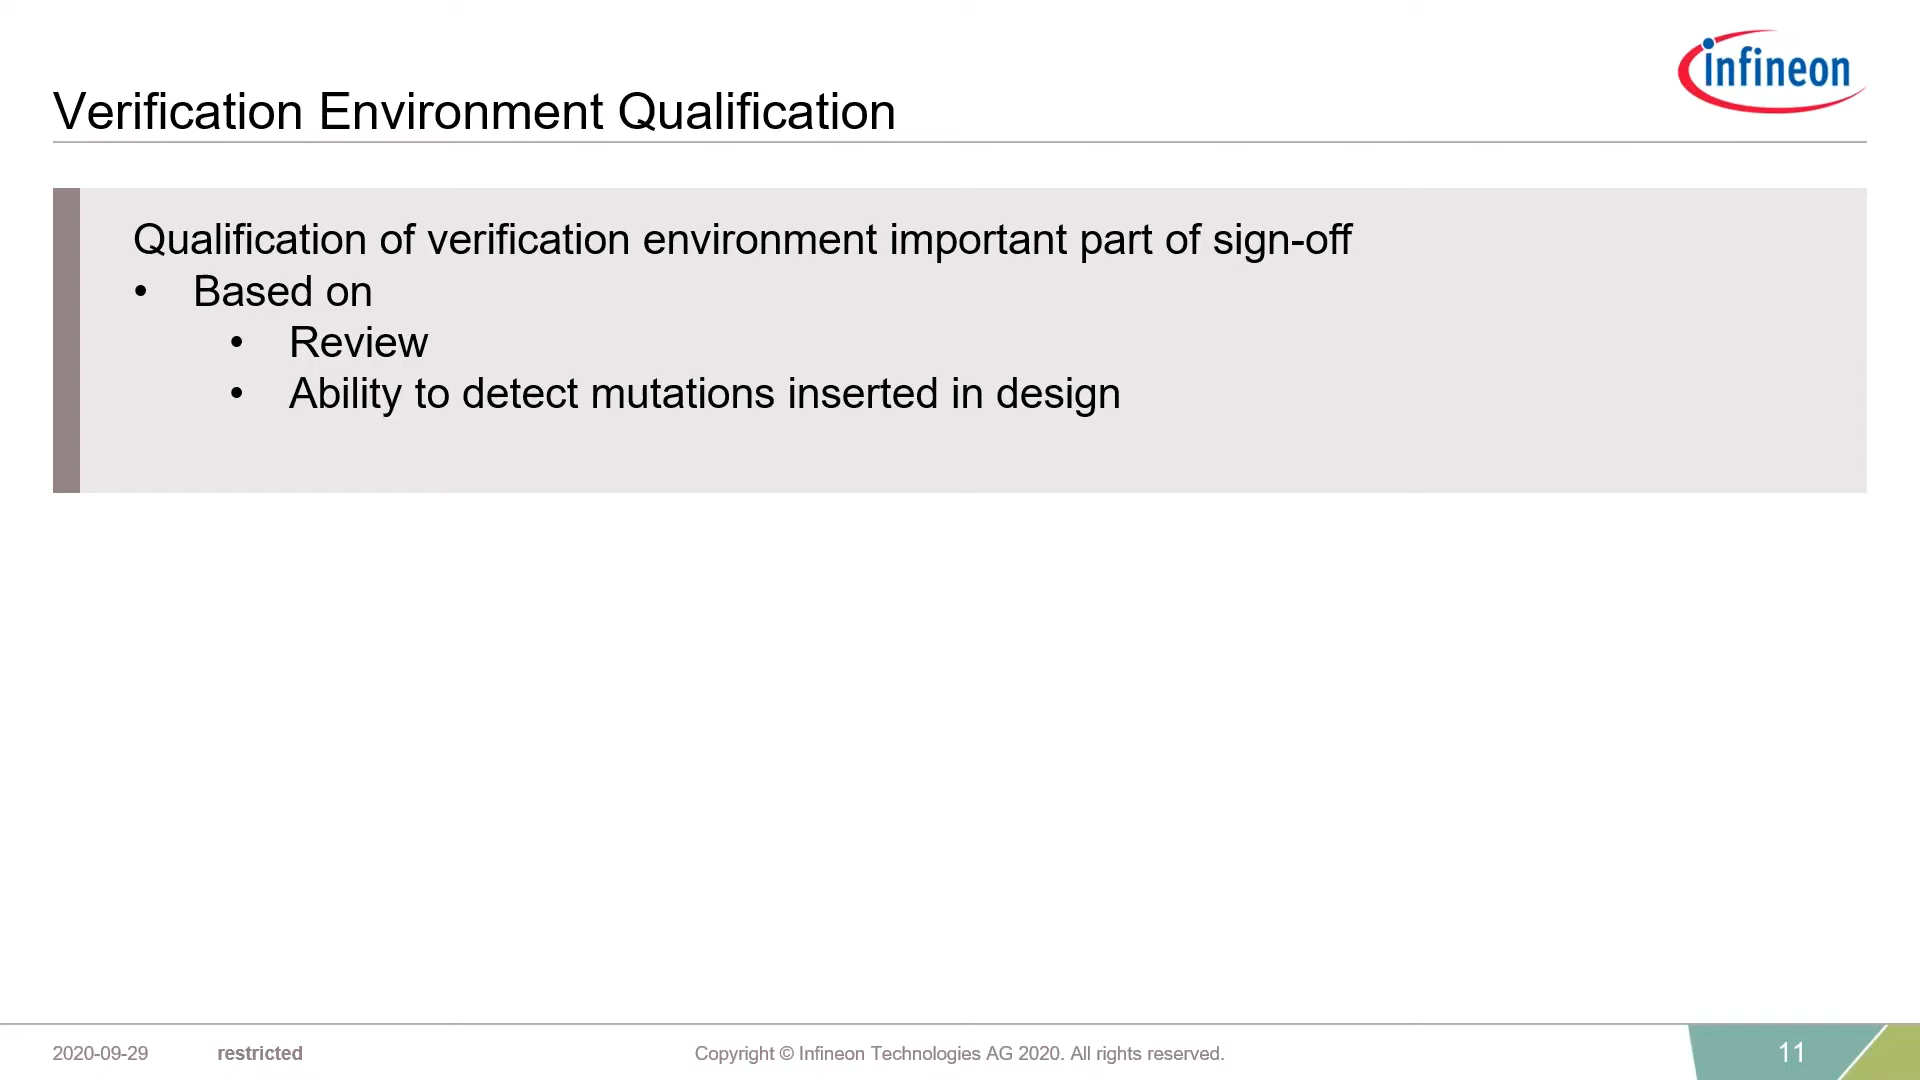 infineon
Verification Environment Qualification
Qualification of verification environment important part of sign-off
• Based on
• Review
• Ability to detect mutations inserted in design
2020-09-29 restricted Copyright © Infineon Technologies AG 2020. All rights reserved. 11